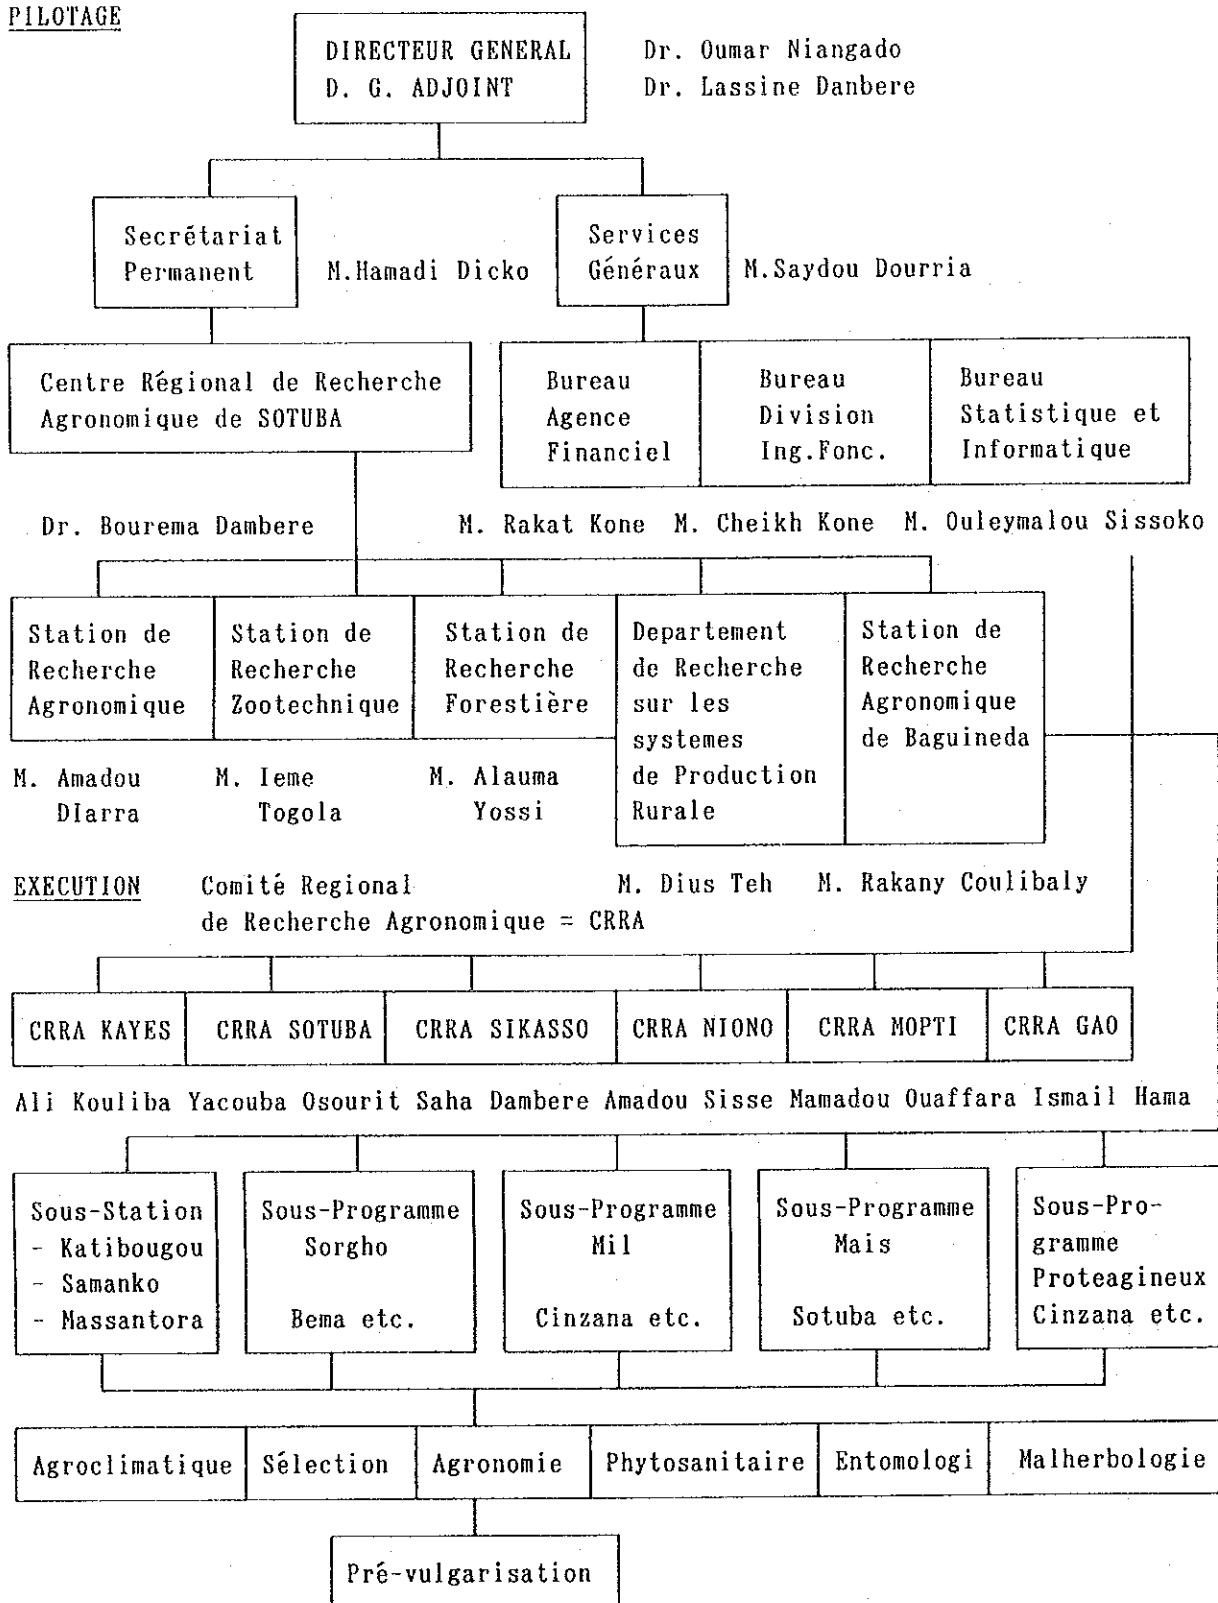 PILOTAGE
DIRECTEUR GENERAL
D. G. ADJOINT
Dr. Oumar Niangado
Dr. Lassine Danbere
Secrétariat
Permanent
M.Hamadi Dicko
Services
Généraux
M.Saydou Dourria
Centre Régional de Recherche
Agronomique de SOTUBA
Bureau
Agence
Financiel
Bureau
Division
Ing.Fonc.
Bureau
Statistique et
Informatique
Dr. Bourema Dambere
M. Rakat Kone
M. Cheikh Kone
M. Ouleymalou Sissoko
Station de
Recherche
Agronomique
Station de
Recherche
Zootechnique
Station de
Recherche
Forestière
Departement
de Recherche
sur les
systemes
de Production
Rurale
Station de
Recherche
Agronomique
de Baguineda
M. Amadou
DIarra
M. Ieme
Togola
M. Alauma
Yossi
EXECUTION
Comité Regional
de Recherche Agronomique = CRRA
M. Dius Teh
M. Rakany Coulibaly
CRRA KAYES
CRRA SOTUBA
CRRA SIKASSO
CRRA NIONO
CRRA MOPTI
CRRA GAO
Ali Kouliba Yacouba Osourit Saha Dambere Amadou Sisse Mamadou Ouaffara Ismail Hama
Sous-Station
- Katibougou
- Samanko
- Massantora
Sous-Programme
Sorgho
Bema etc.
Sous-Programme
Mil
Cinzana etc.
Sous-Programme
Mais
Sotuba etc.
Sous-Pro-
gramme
Proteagineux
Cinzana etc.
Agroclimatique
Sélection
Agronomie
Phytosanitaire
Entomologi
Malherbologie
Pré-vulgarisation